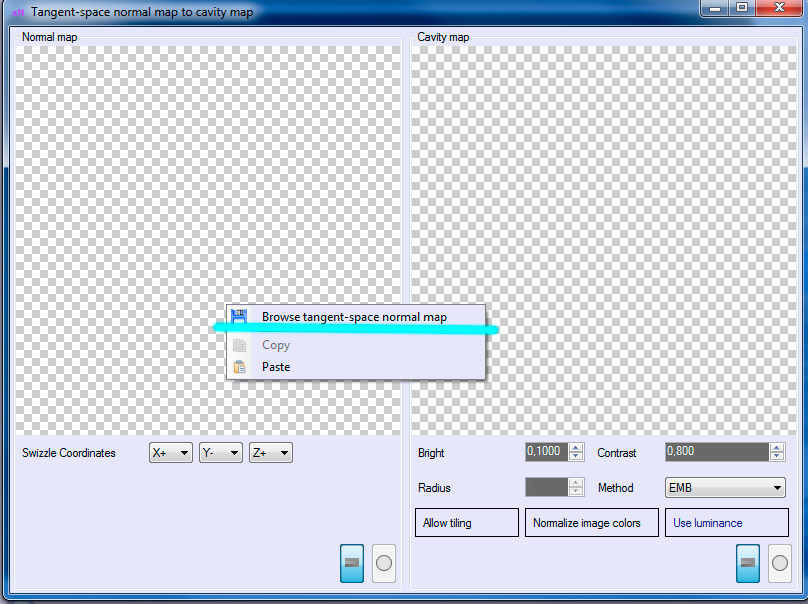 xN Tangent-space normal map to cavity map
Normal map
Cavity map
Browse tangent-space normal map
Copy
Paste
Swizzle Coordinates X+ Y- Z+
Bright 0,1000 Contrast 0,800
Radius Method EMB
Allow tiling Normalize image colors Use luminance